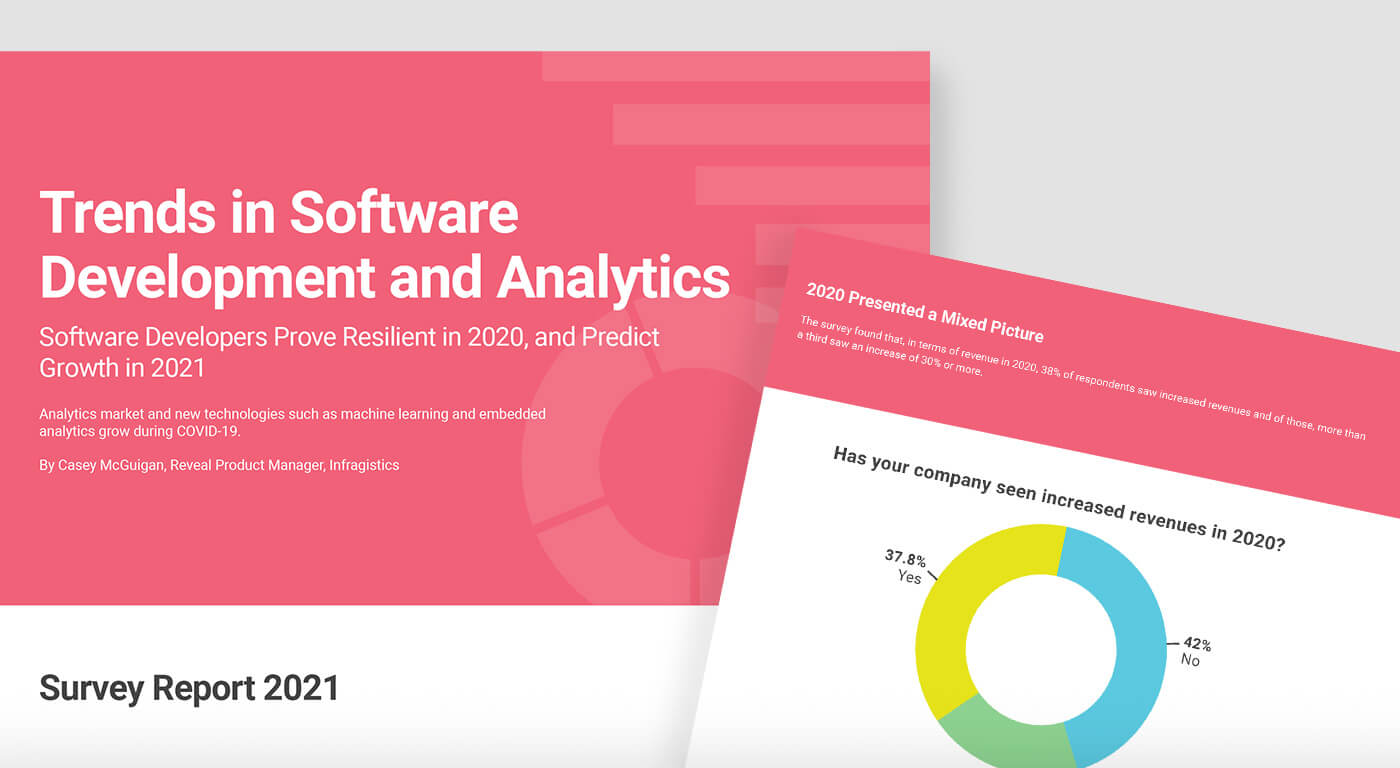 Trends in Software
Development and Analytics
Software Developers Prove Resilient in 2020, and Predict
Growth in 2021
Analytics market and new technologies such as machine learning and embedded
analytics grow during COVID-19.
By Casey McGuigan, Reveal Product Manager, Infragistics
Survey Report 2021
2020 Presented a Mixed Picture
The survey found that, in terms of revenue in 2020, 38% of respondents saw increased revenues and of those, more than
a third saw an increase of 30% or more.
Has your company seen increased revenues in 2020?
37.8%
Yes
42%
No